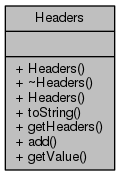 Headers
+ Headers()
+ ~Headers()
+ Headers()
+ toString()
+ getHeaders()
+ add()
+ getValue()